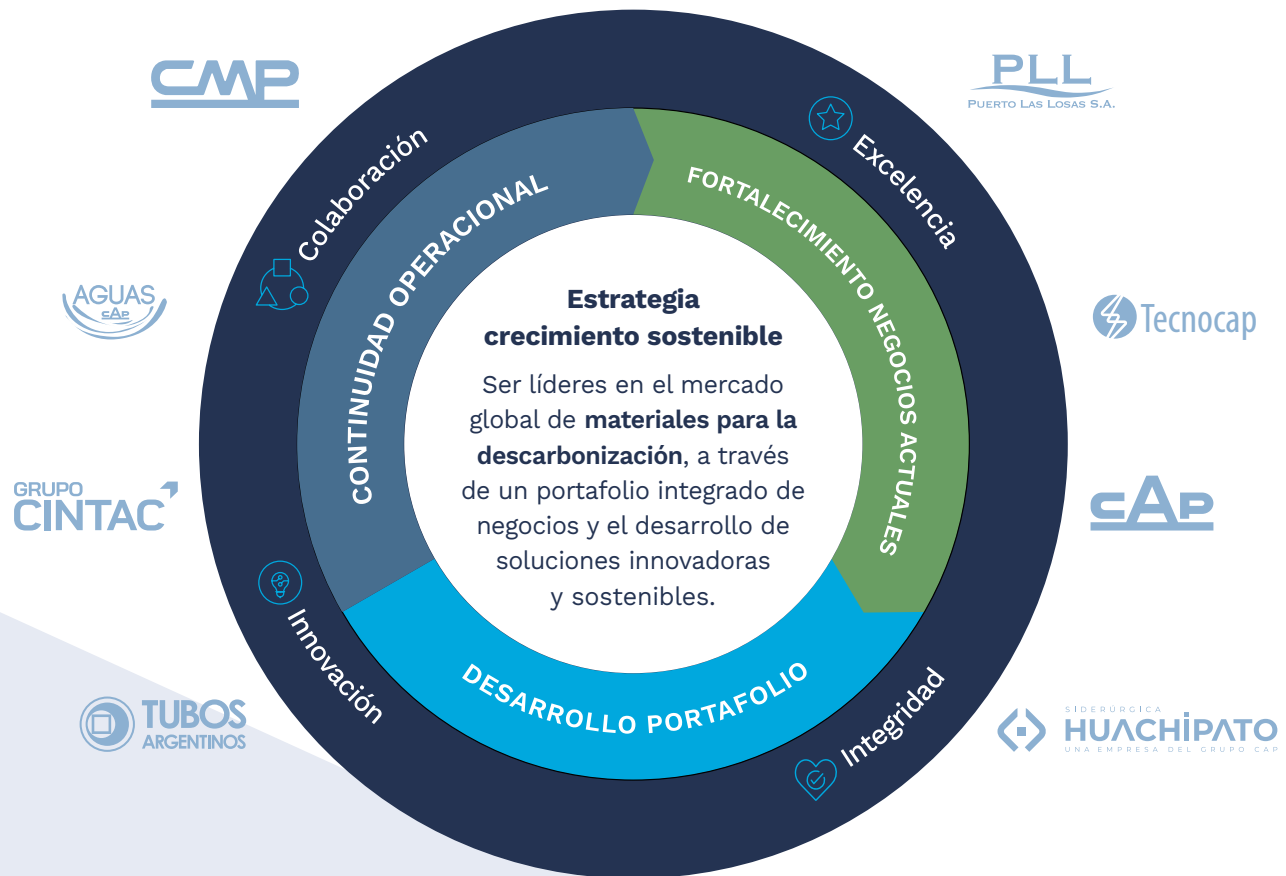 CMP
PLL
PUERTO LAS LOSAS S.A.
Colaboración
Excelencia
CONTINUIDAD OPERACIONAL
FORTALECIMIENTO NEGOCIOS ACTUALES
AGUAS
CAP
Tecnocap
Estrategia
crecimiento sostenible
Ser líderes en el mercado
global de materiales para la
descarbonización, a través
de un portafolio integrado de
negocios y el desarrollo de
soluciones innovadoras
y sostenibles.
GRUPO
CINTAC
CAP
Innovación
DESARROLLO PORTAFOLIO
Integridad
TUBOS
ARGENTINOS
SIDERÚRGICA
HUACHIPATO
UNA EMPRESA DEL GRUPO CAP